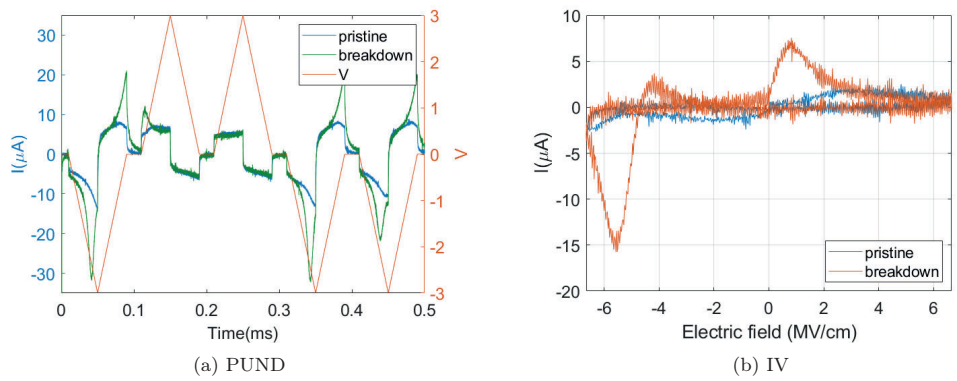 pristine
breakdown
V
I(μA)
30
20
10
0
-10
-20
-30
3
2
1
0
-1
-2
-3
V
0
0.1
0.2
0.3
0.4
0.5
Time(ms)
(a) PUND
10
5
0
-5
-10
-15
-20
I(μA)
pristine
breakdown
-6
-4
-2
0
2
4
6
Electric field (MV/cm)
(b) IV